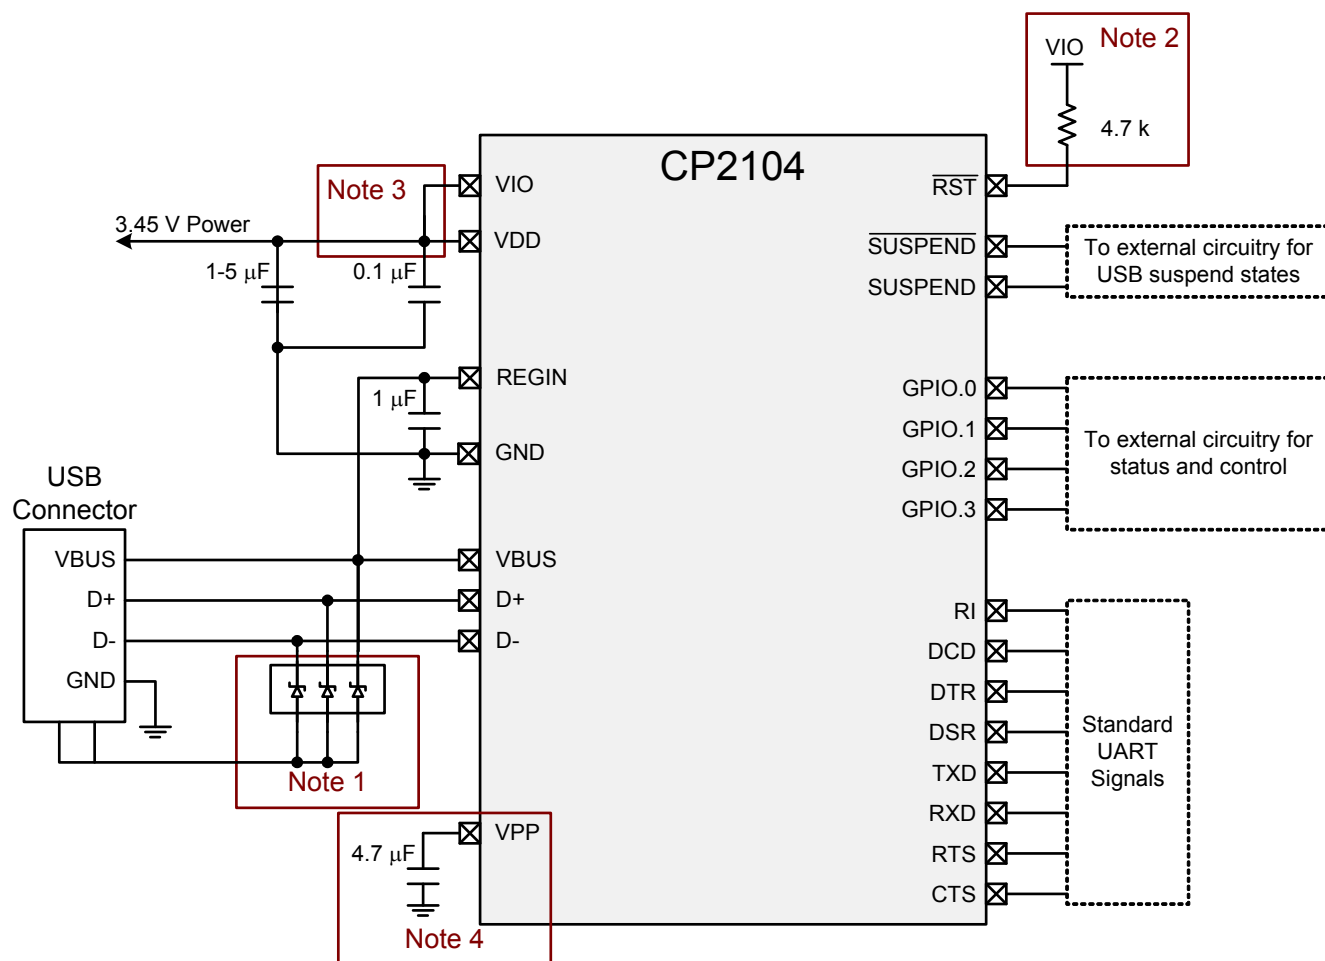 VIO
Note 2
4.7 k
CP2104
Note 3
VIO
RST
3.45 V Power
VDD
SUSPEND
To external circuitry for
USB suspend states
1-5 μF
0.1 μF
SUSPEND
REGIN
1 μF
GND
GPIO.0
GPIO.1
GPIO.2
GPIO.3
To external circuitry for
status and control
USB
Connector
VBUS
D+
D-
GND
VBUS
D+
D-
Note 1
VPP
4.7 μF
Note 4
RI
DCD
DTR
DSR
TXD
RXD
RTS
CTS
Standard
UART
Signals